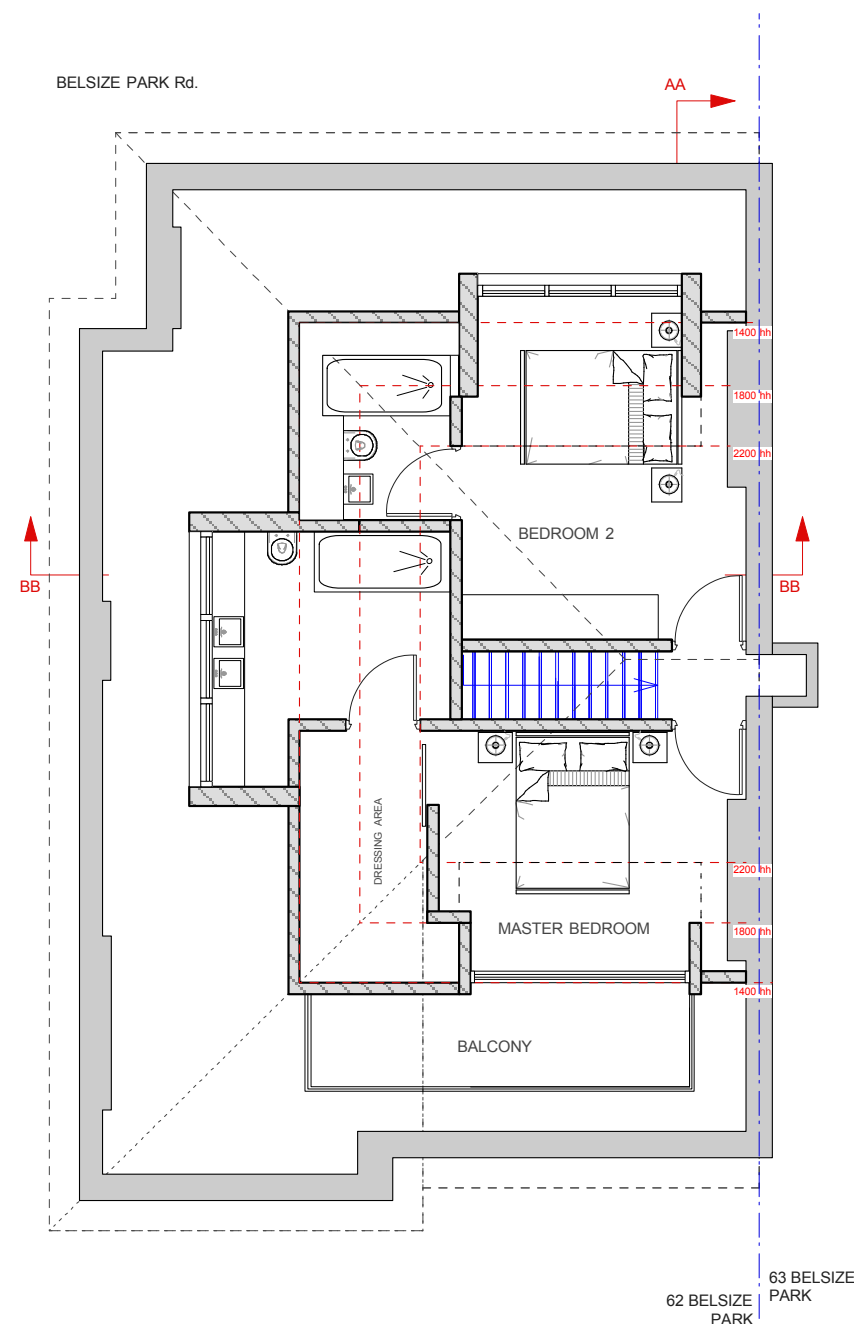 BELSIZE PARK Rd.
AA
1400 hh
1800 hh
2200 hh
BEDROOM 2
BB
BB
DRESSING AREA
2200 hh
MASTER BEDROOM
1800 hh
1400 hh
BALCONY
63 BELSIZE
PARK
62 BELSIZE
PARK